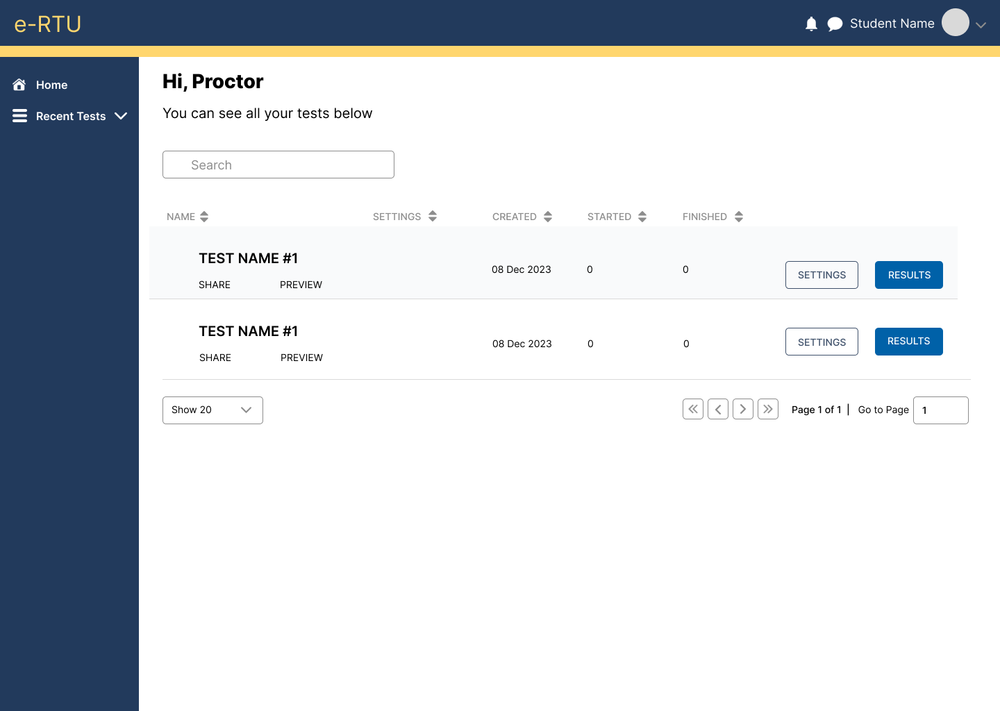 e-RTU
Student Name
Home
Recent Tests
Hi, Proctor
You can see all your tests below
Search
NAME SETTINGS CREATED STARTED FINISHED
TEST NAME #1
08 Dec 2023 0 0 SETTINGS RESULTS
SHARE PREVIEW
TEST NAME #1
08 Dec 2023 0 0 SETTINGS RESULTS
SHARE PREVIEW
Show 20 Page 1 of 1 | Go to Page 1